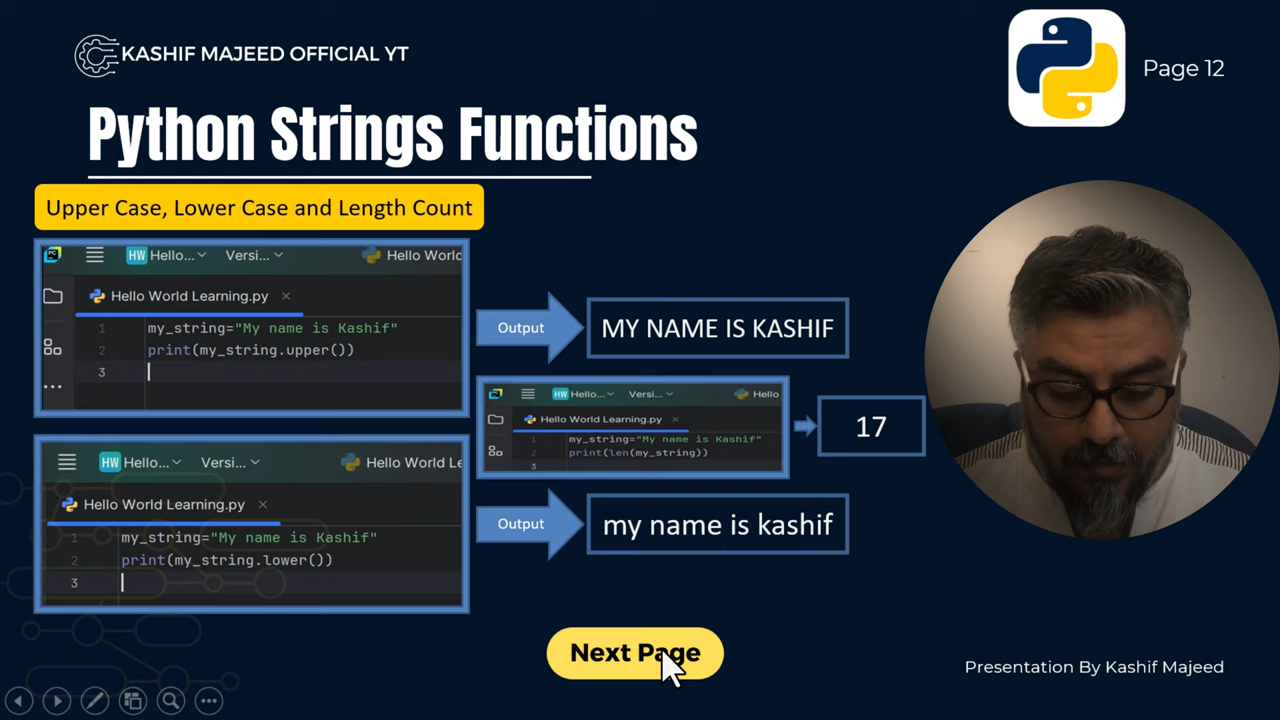 KASHIF MAJEED OFFICIAL YT
Page 12
Python Strings Functions
Upper Case, Lower Case and Length Count
PC
HW Hello... Versi... Hello World
Hello World Learning.py
1 my_string="My name is Kashif"
2 print(my_string.upper())
3
Output
MY NAME IS KASHIF
HW Hello... Versi... Hello
Hello World Learning.py
1 my_string="My name is Kashif"
2 print(len(my_string))
3
17
HW Hello... Versi... Hello World Le
Hello World Learning.py
1 my_string="My name is Kashif"
2 print(my_string.lower())
3
Output
my name is kashif
Next Page
Presentation By Kashif Majeed